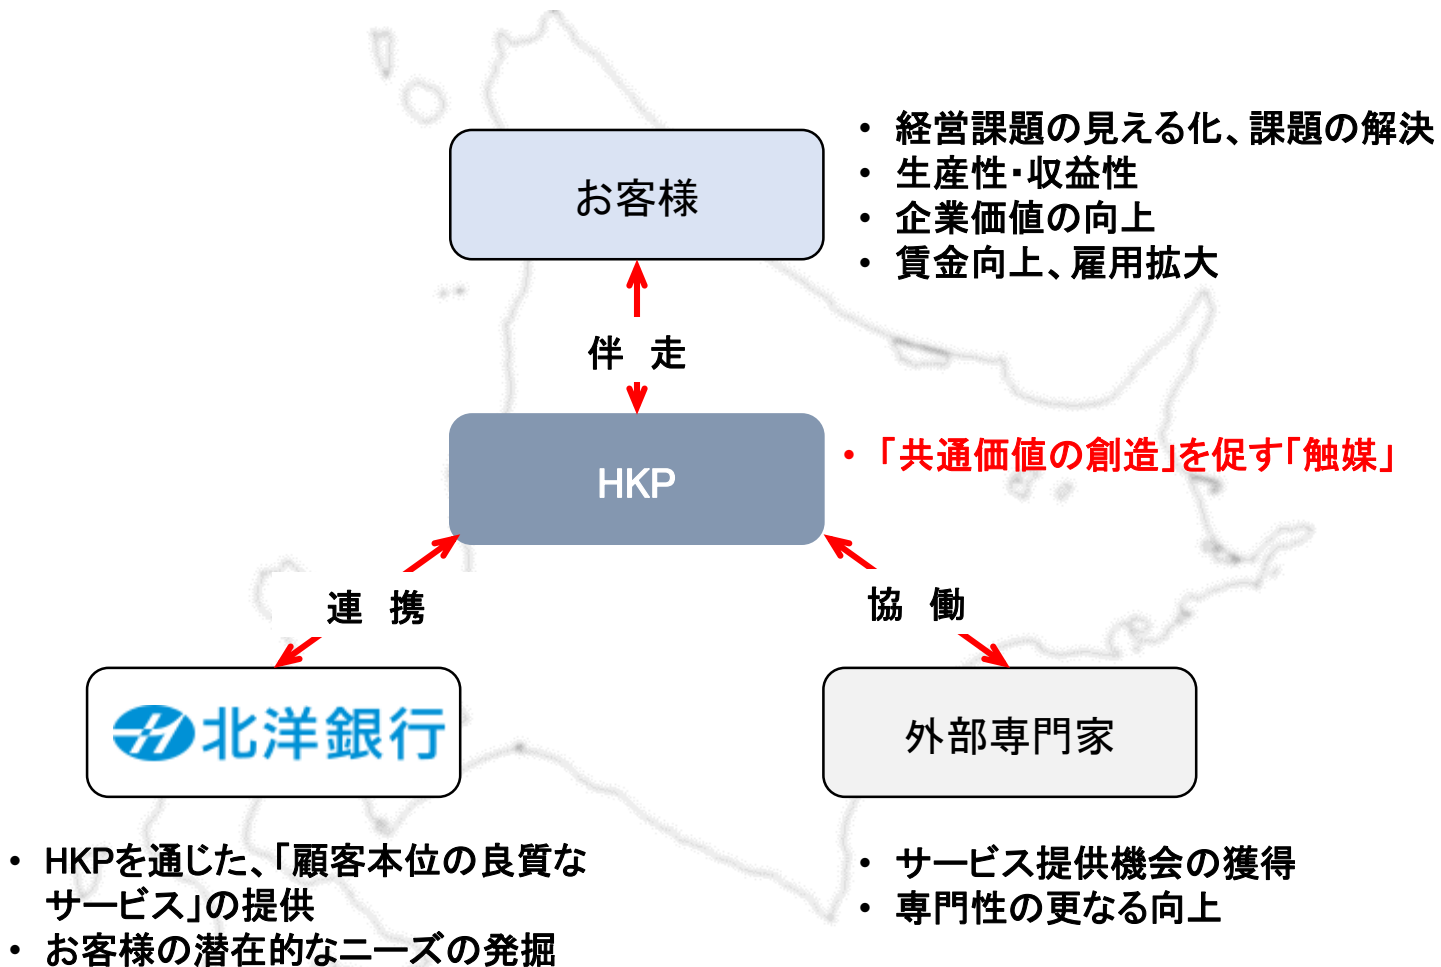 ・ 経営課題の見える化、課題の解決
・ 生産性・収益性
・ 企業価値の向上
・ 賃金向上、雇用拡大
お客様
伴 走
HKP
・「共通価値の創造」を促す「触媒」
連 携
協 働
北洋銀行
外部専門家
・ HKPを通じた、「顧客本位の良質な
サービス」の提供
・ お客様の潜在的なニーズの発掘
・ サービス提供機会の獲得
・ 専門性の更なる向上